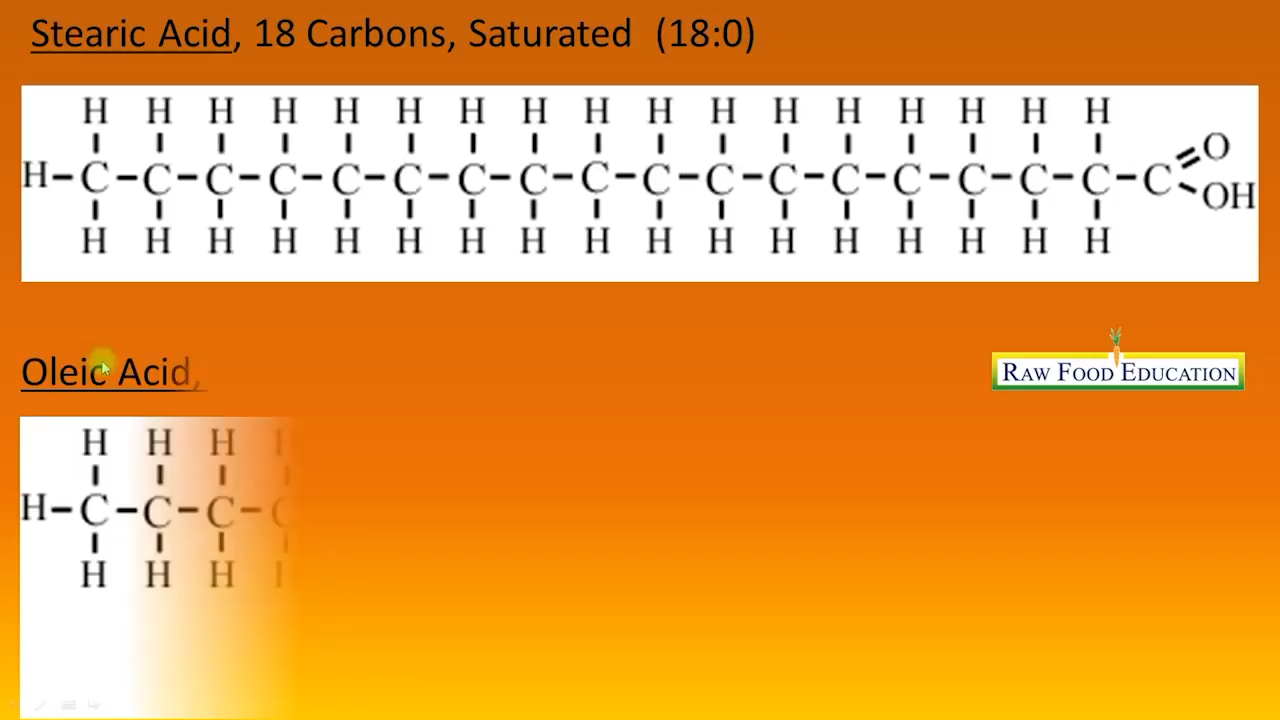 Stearic Acid, 18 Carbons, Saturated (18:0)
H H H H H H H H H H H H H H H H H
H–C–C–C–C–C–C–C–C–C–C–C–C–C–C–C–C–C–C=O
OH
H H H H H H H H H H H H H H H H H
Oleic Acid,
RAW FOOD EDUCATION
H H H H
H–C–C–C–C
H H H H